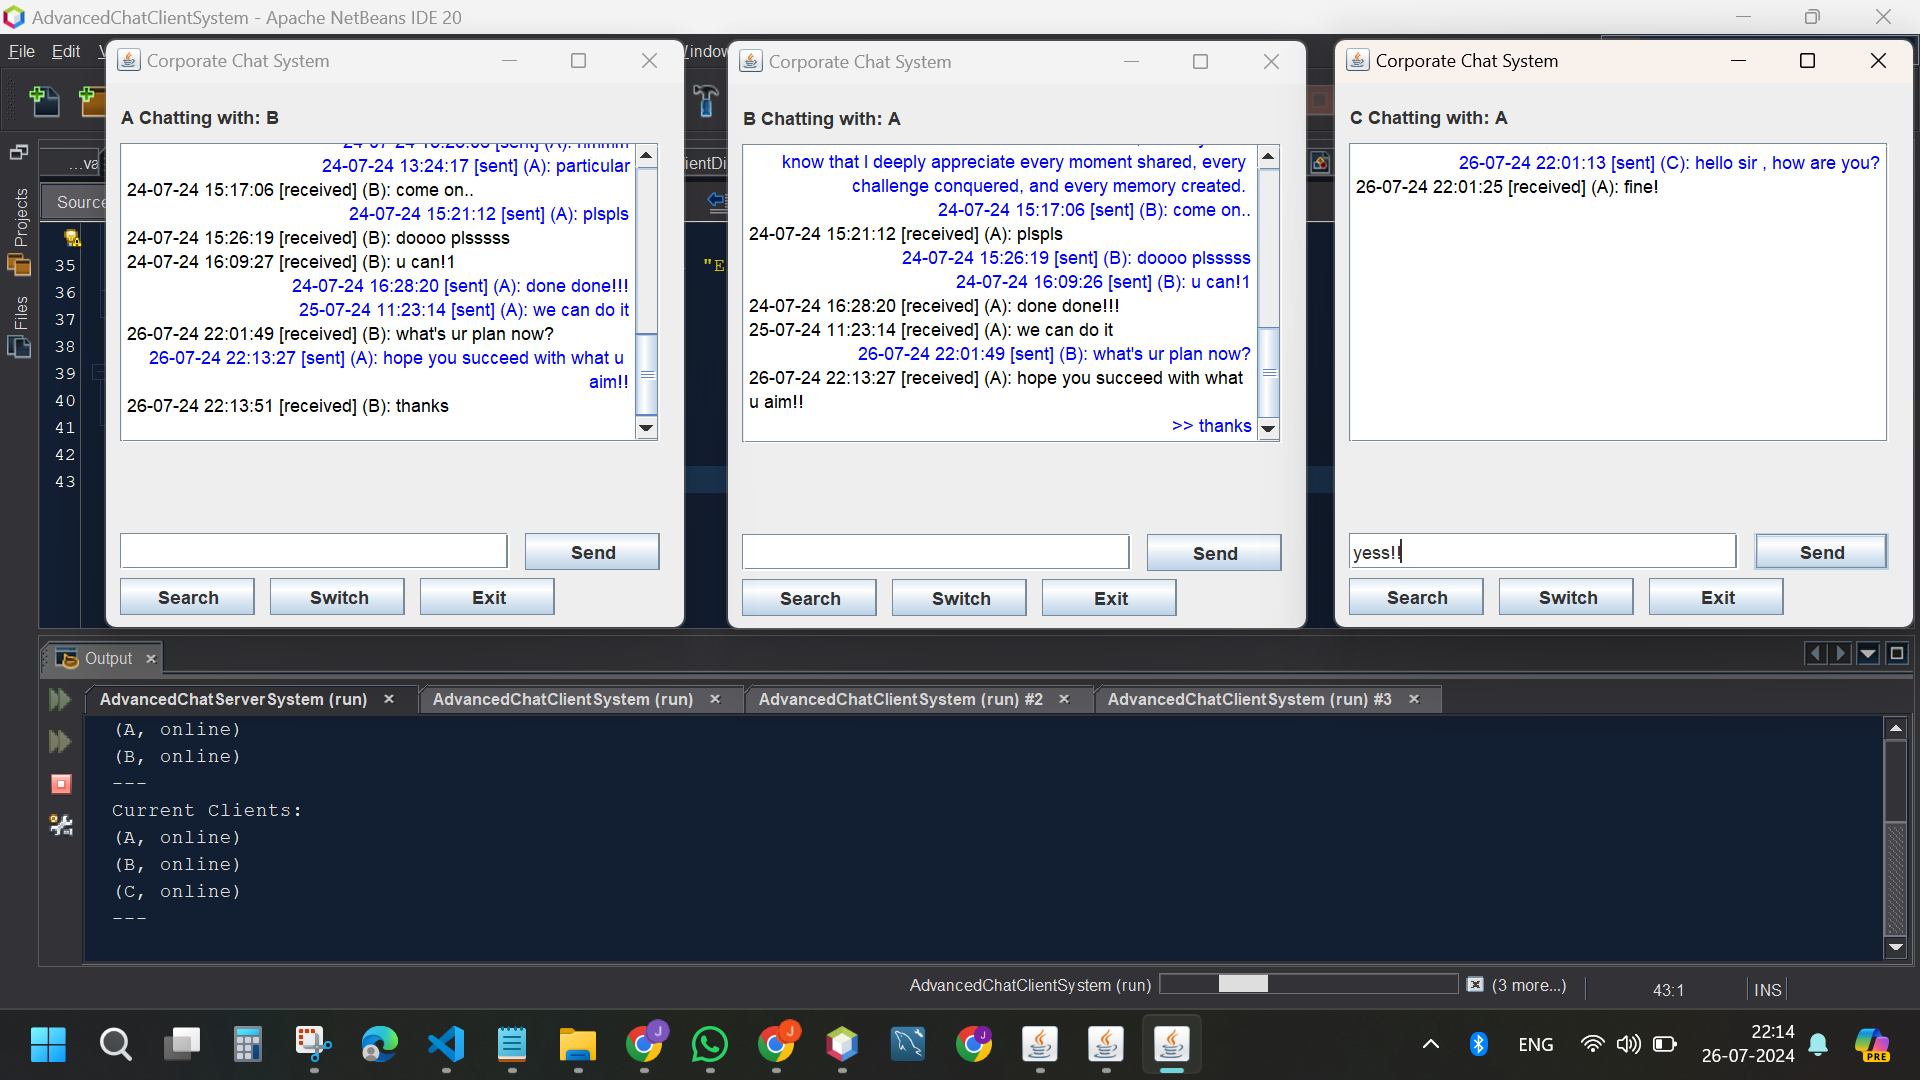 AdvancedChatClientSystem - Apache NetBeans IDE 20
File Edit
Corporate Chat System
A Chatting with: B
24-07-24 13:24:17 [sent] (A): particular
24-07-24 15:17:06 [received] (B): come on..
24-07-24 15:21:12 [sent] (A): plspls
24-07-24 15:26:19 [received] (B): doooo plsssss
24-07-24 16:09:27 [received] (B): u can!1
24-07-24 16:28:20 [sent] (A): done done!!!
25-07-24 11:23:14 [sent] (A): we can do it
26-07-24 22:01:49 [received] (B): what's ur plan now?
26-07-24 22:13:27 [sent] (A): hope you succeed with what u
aim!!
26-07-24 22:13:51 [received] (B): thanks
Send
Search Switch Exit
Corporate Chat System
B Chatting with: A
know that I deeply appreciate every moment shared, every
challenge conquered, and every memory created.
24-07-24 15:17:06 [sent] (B): come on..
24-07-24 15:21:12 [received] (A): plspls
24-07-24 15:26:19 [sent] (B): doooo plsssss
24-07-24 16:09:26 [sent] (B): u can!1
24-07-24 16:28:20 [received] (A): done done!!!
25-07-24 11:23:14 [received] (A): we can do it
26-07-24 22:01:49 [sent] (B): what's ur plan now?
26-07-24 22:13:27 [received] (A): hope you succeed with what
u aim!!
>> thanks
Send
Search Switch Exit
Corporate Chat System
C Chatting with: A
26-07-24 22:01:13 [sent] (C): hello sir , how are you?
26-07-24 22:01:25 [received] (A): fine!
yess!!
Send
Search Switch Exit
...va
Source
Projects
Files
"E
35
36
37
38
39
40
41
42
43
Output
AdvancedChatServerSystem (run) AdvancedChatClientSystem (run) AdvancedChatClientSystem (run) #2 AdvancedChatClientSystem (run) #3
(A, online)
(B, online)
---
Current Clients:
(A, online)
(B, online)
(C, online)
---
AdvancedChatClientSystem (run) (3 more...) 43:1 INS
ENG
22:14
26-07-2024
PRE